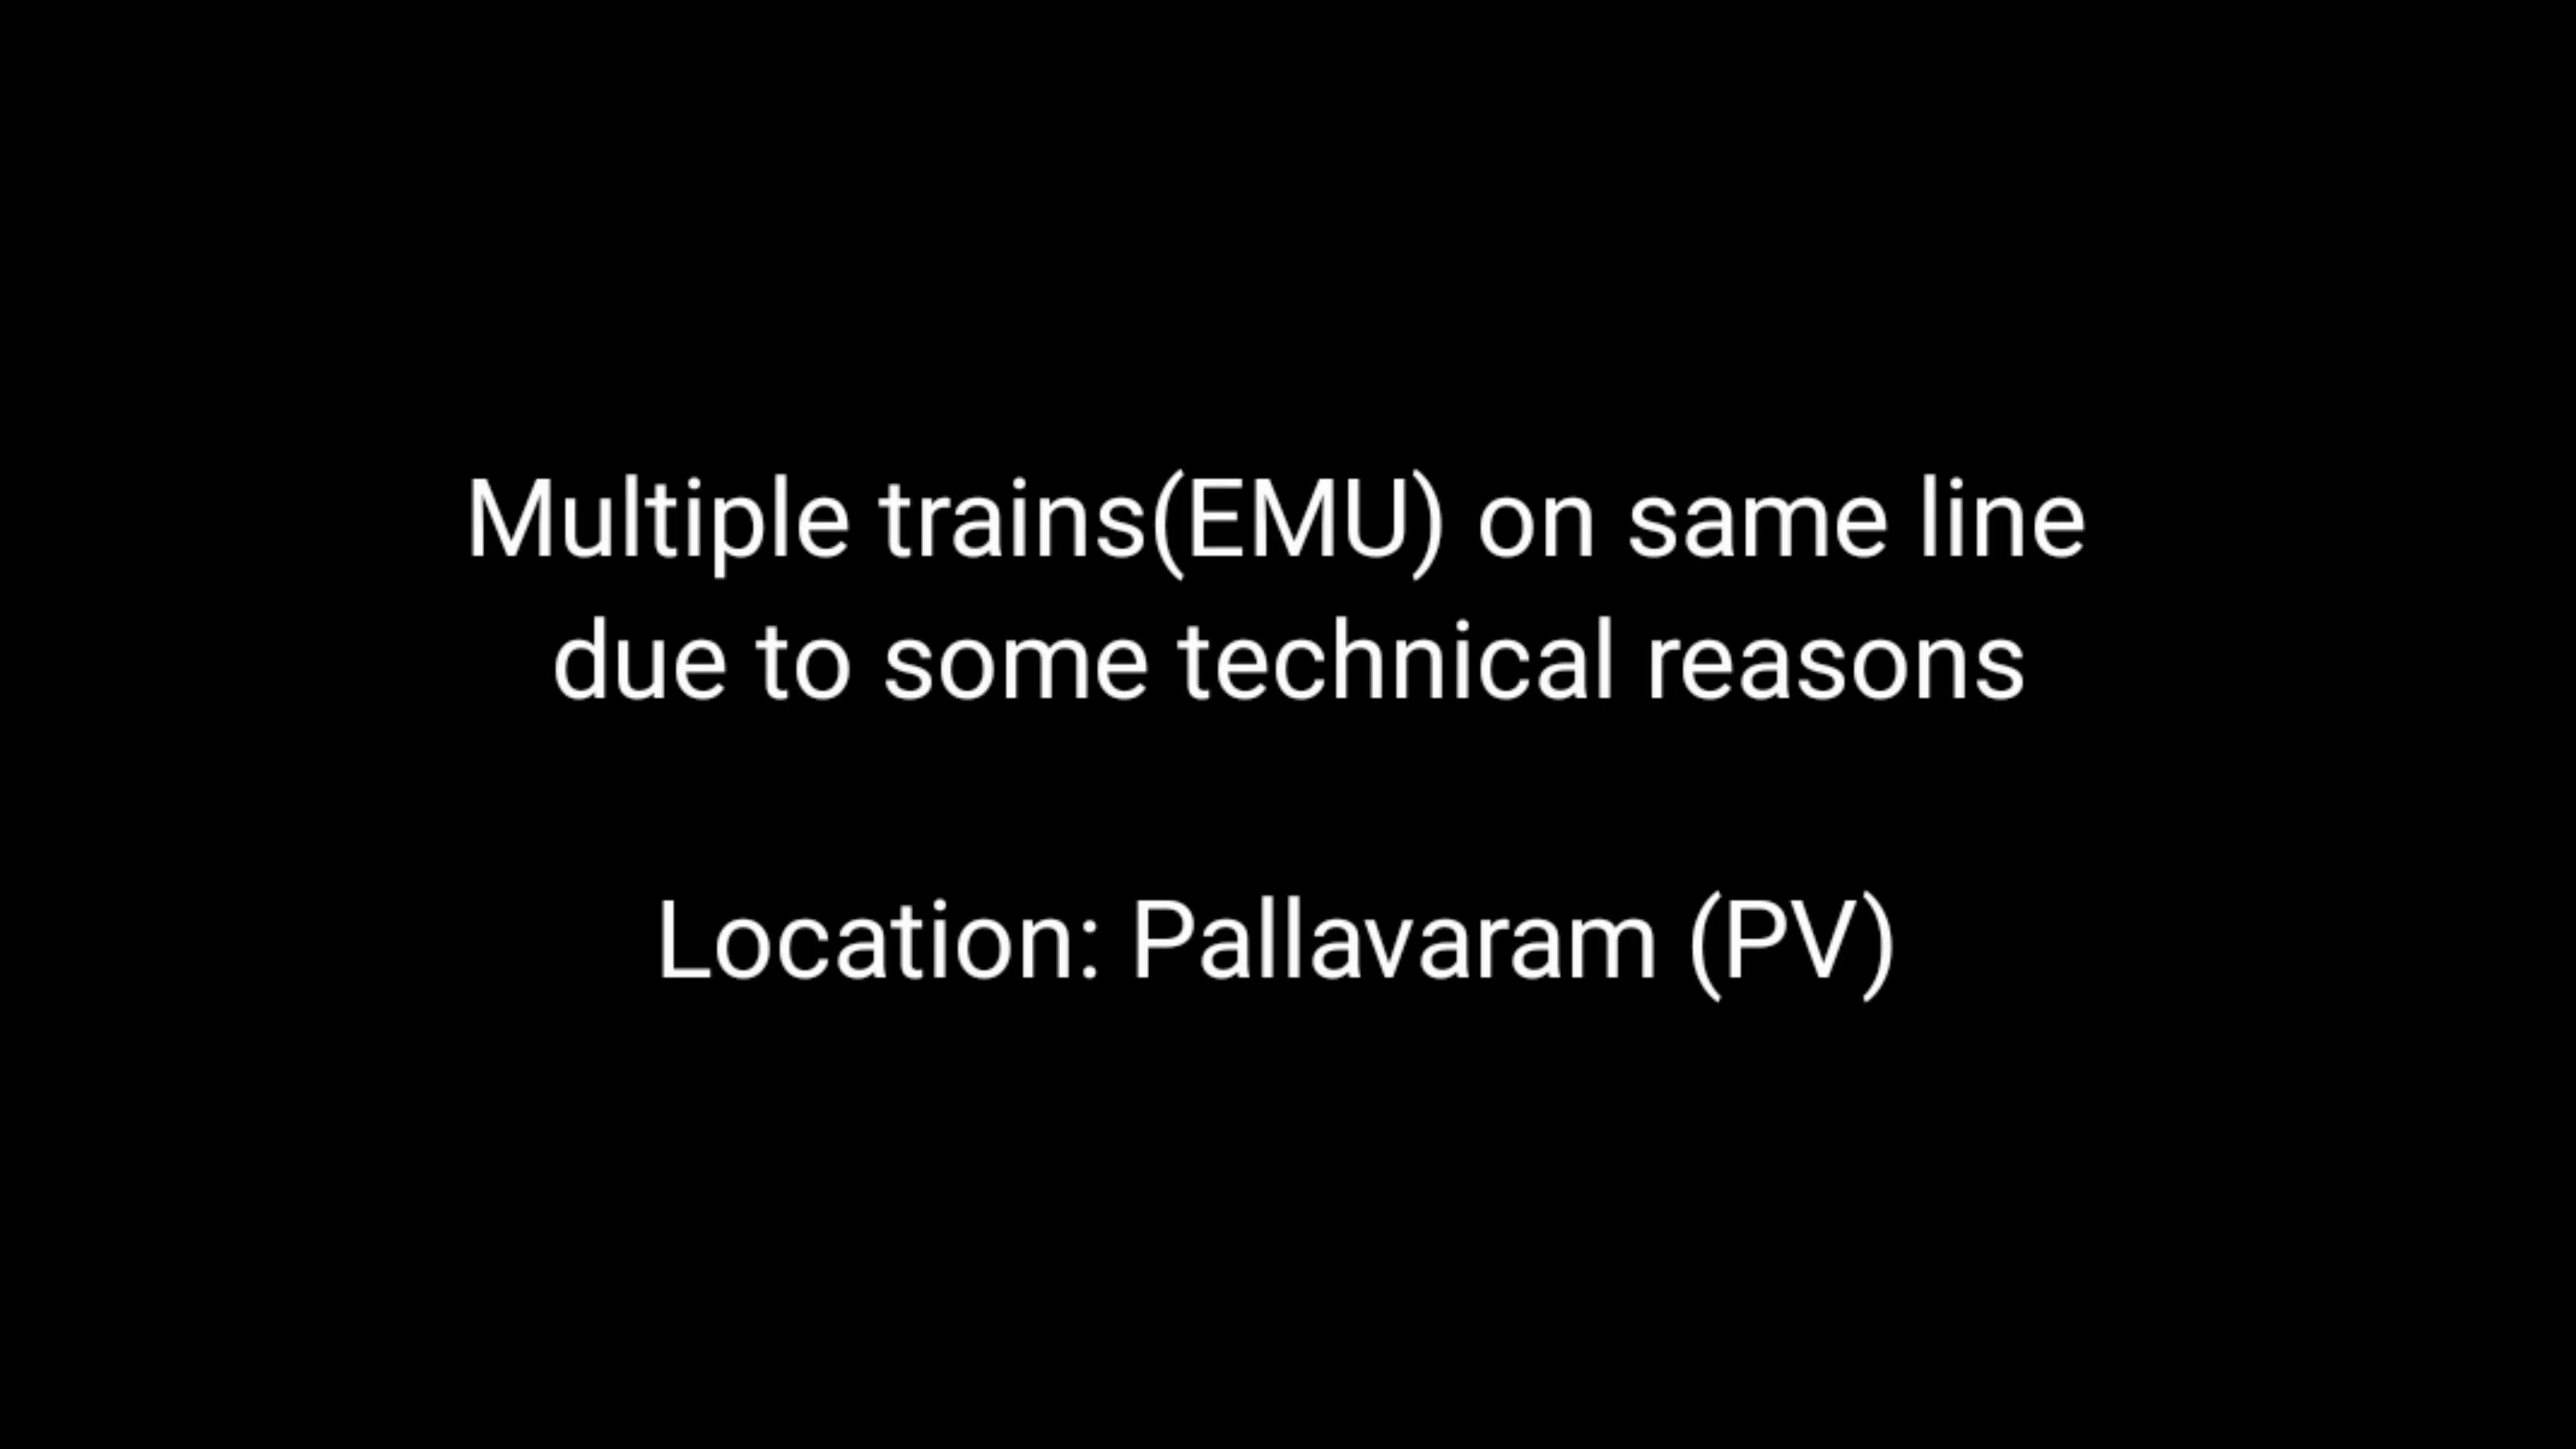 Multiple trains(EMU) on same line
due to some technical reasons
Location: Pallavaram (PV)